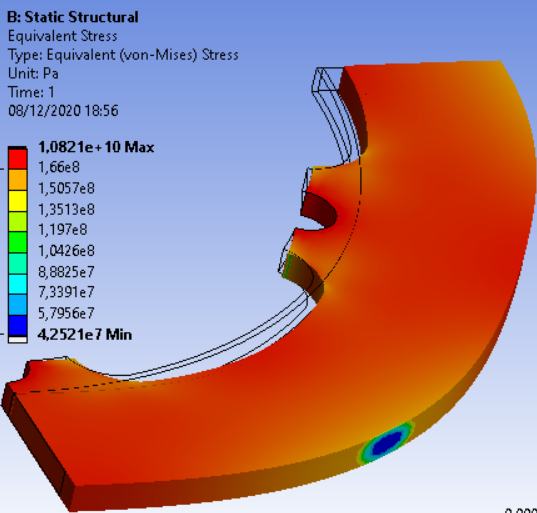 B: Static Structural
Equivalent Stress
Type: Equivalent (von-Mises) Stress
Unit: Pa
Time: 1
08/12/2020 18:56
1,0821e+10 Max
1,66e8
1,5057e8
1,3513e8
1,197e8
1,0426e8
8,8825e7
7,3391e7
5,7956e7
4,2521e7 Min